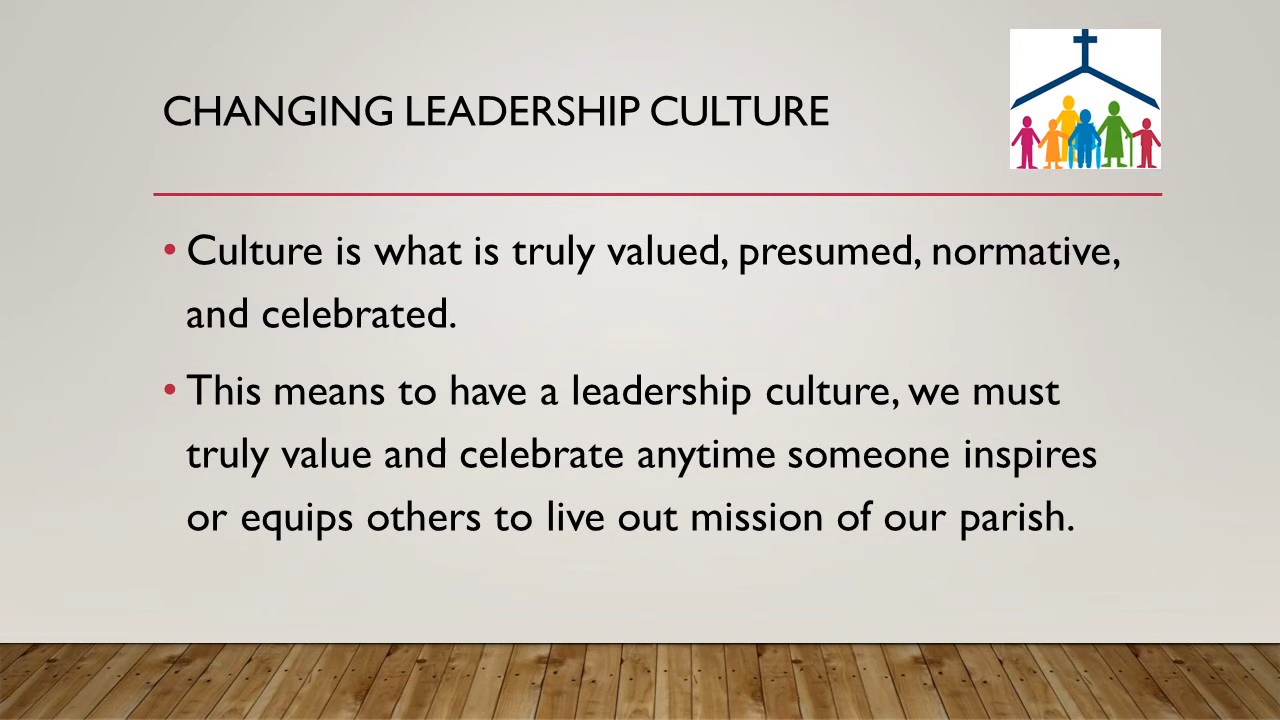 CHANGING LEADERSHIP CULTURE
• Culture is what is truly valued, presumed, normative,
and celebrated.
• This means to have a leadership culture, we must
truly value and celebrate anytime someone inspires
or equips others to live out mission of our parish.